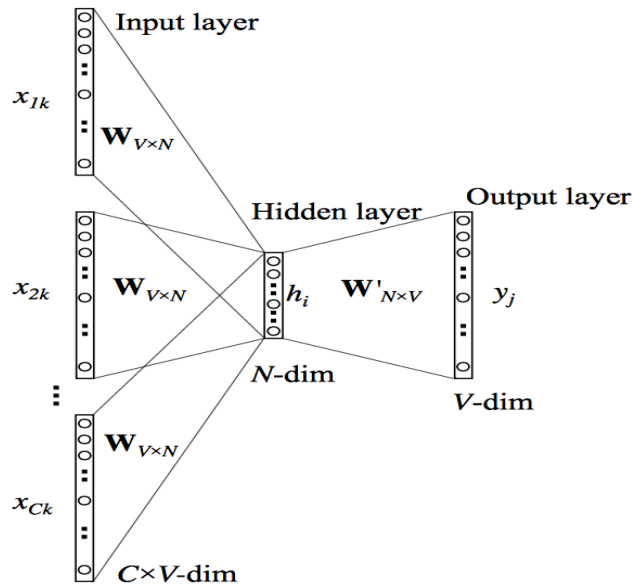 Input layer
x1k
WV×N
Hidden layer
Output layer
x2k
WV×N
hi
W'N×V
yj
N-dim
V-dim
WV×N
xCk
C×V-dim